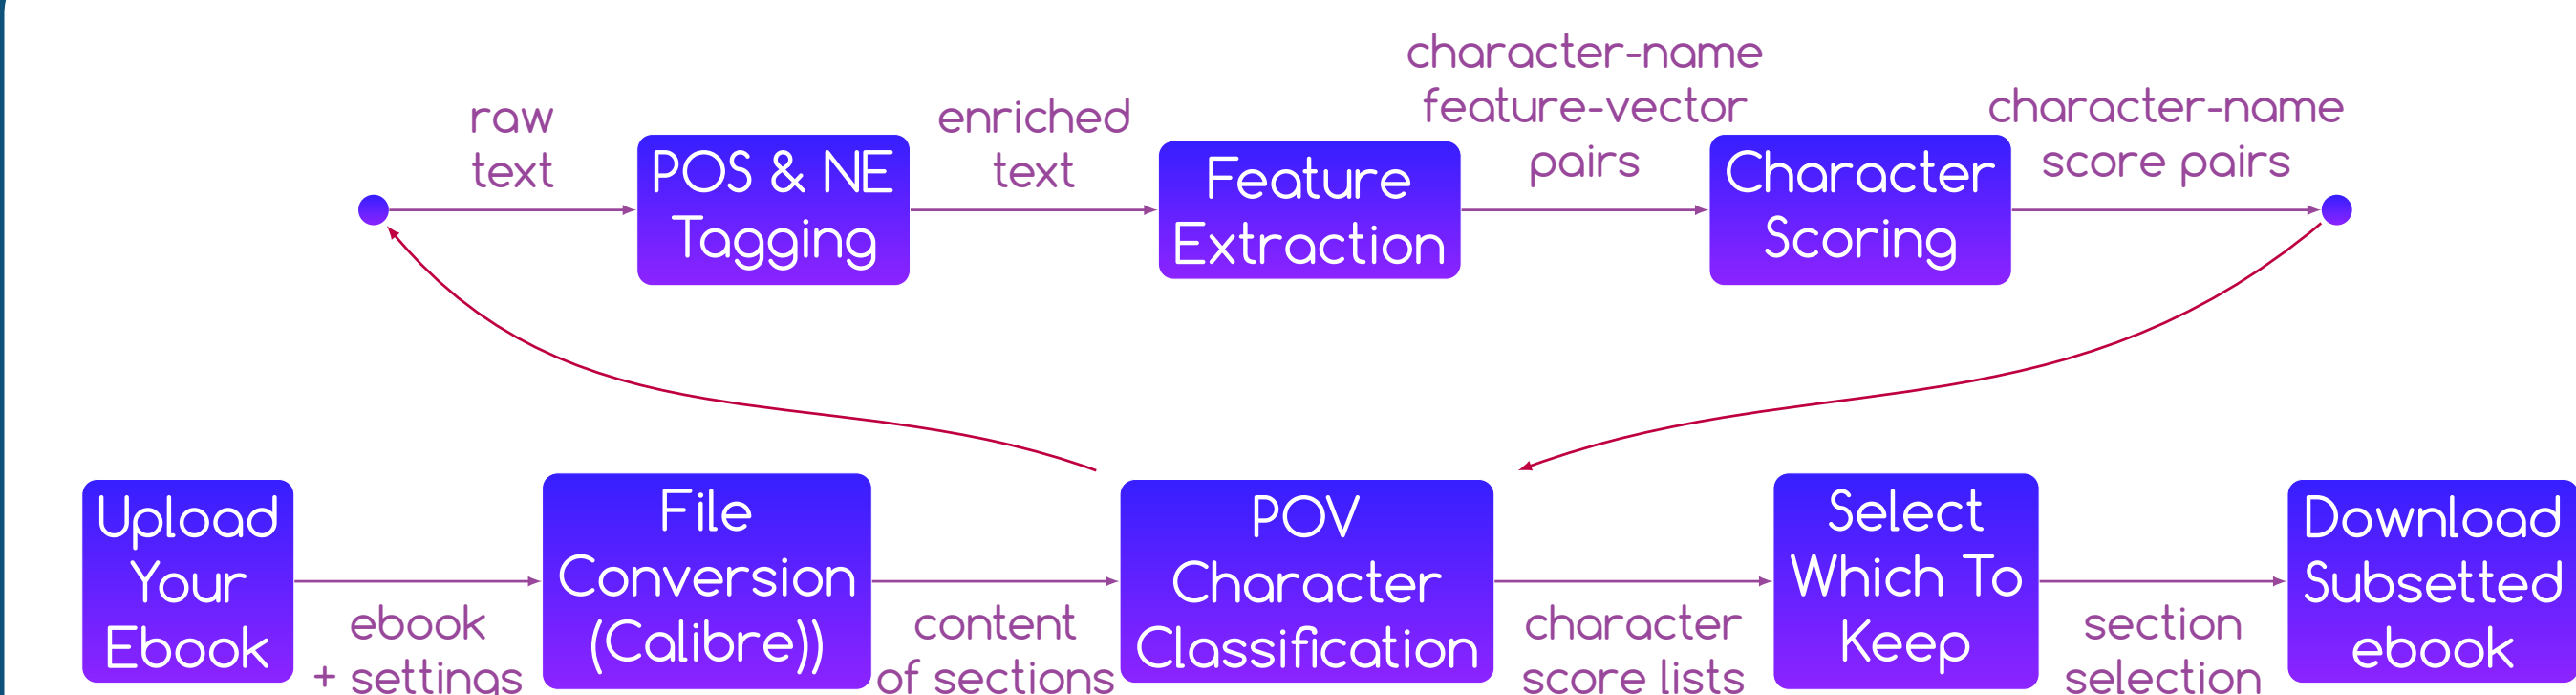 raw
text
POS & NE
Tagging
enriched
text
Feature
Extraction
character-name
feature-vector
pairs
Character
Scoring
character-name
score pairs
Upload
Your
Ebook
ebook
+ settings
File
Conversion
(Calibre))
content
of sections
POV
Character
Classification
character
score lists
Select
Which To
Keep
section
selection
Download
Subsetted
ebook